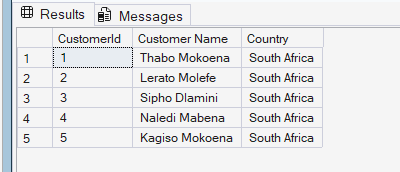 Results Messages
CustomerId Customer Name Country
1 1 Thabo Mokoena South Africa
2 2 Lerato Molefe South Africa
3 3 Sipho Dlamini South Africa
4 4 Naledi Mabena South Africa
5 5 Kagiso Mokoena South Africa